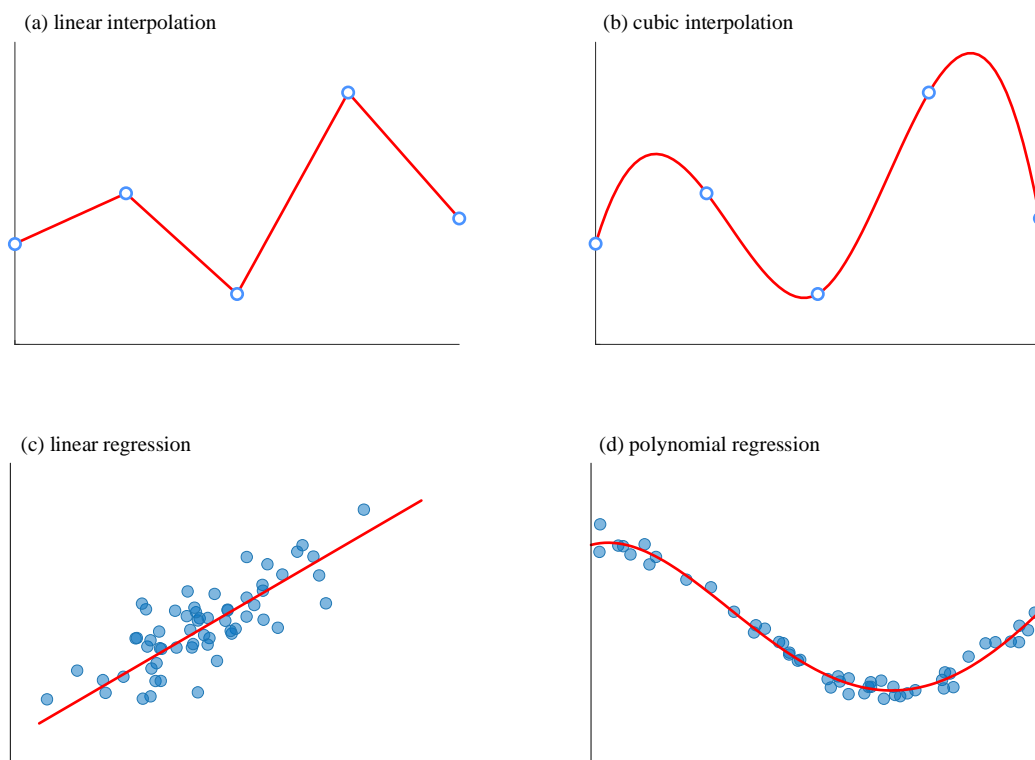 (a) linear interpolation
(b) cubic interpolation
(c) linear regression
(d) polynomial regression